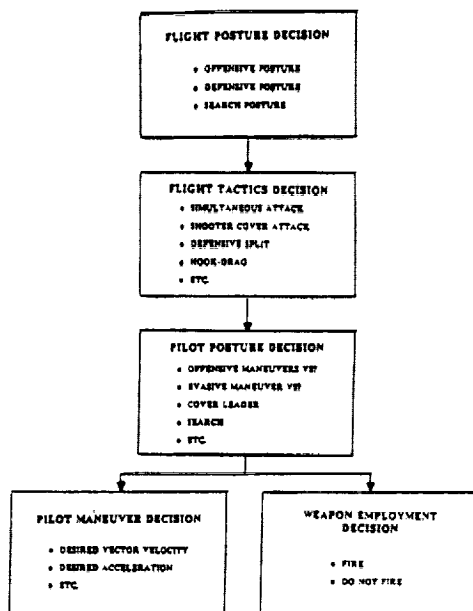 FLIGHT POSTURE DECISION
• OFFENSIVE POSTURE
• DEFENSIVE POSTURE
• SEARCH POSTURE
FLIGHT TACTICS DECISION
• SIMULTANEOUS ATTACK
• SHOOTER COVER ATTACK
• DEFENSIVE SPLIT
• HOOK-DRAG
• ETC.
PILOT POSTURE DECISION
• OFFENSIVE MANEUVERS VS?
• EVASIVE MANEUVER VS?
• COVER LEADER
• SEARCH
• ETC.
PILOT MANEUVER DECISION
• DESIRED VECTOR VELOCITY
• DESIRED ACCELERATION
• ETC.
WEAPON EMPLOYMENT
DECISION
• FIRE
• DO NOT FIRE